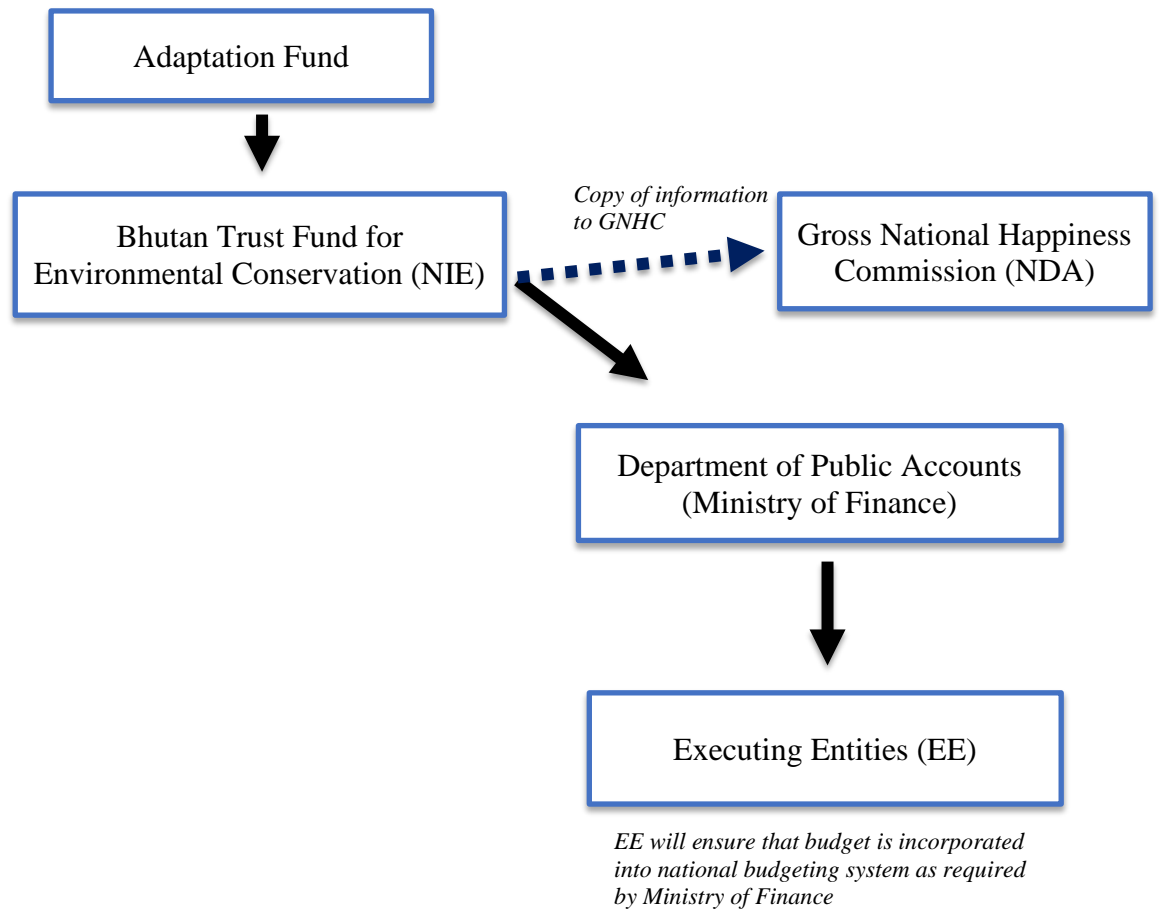 Adaptation Fund
Bhutan Trust Fund for
Environmental Conservation (NIE)
Copy of information
to GNHC
Gross National Happiness
Commission (NDA)
Department of Public Accounts
(Ministry of Finance)
Executing Entities (EE)
EE will ensure that budget is incorporated
into national budgeting system as required
by Ministry of Finance